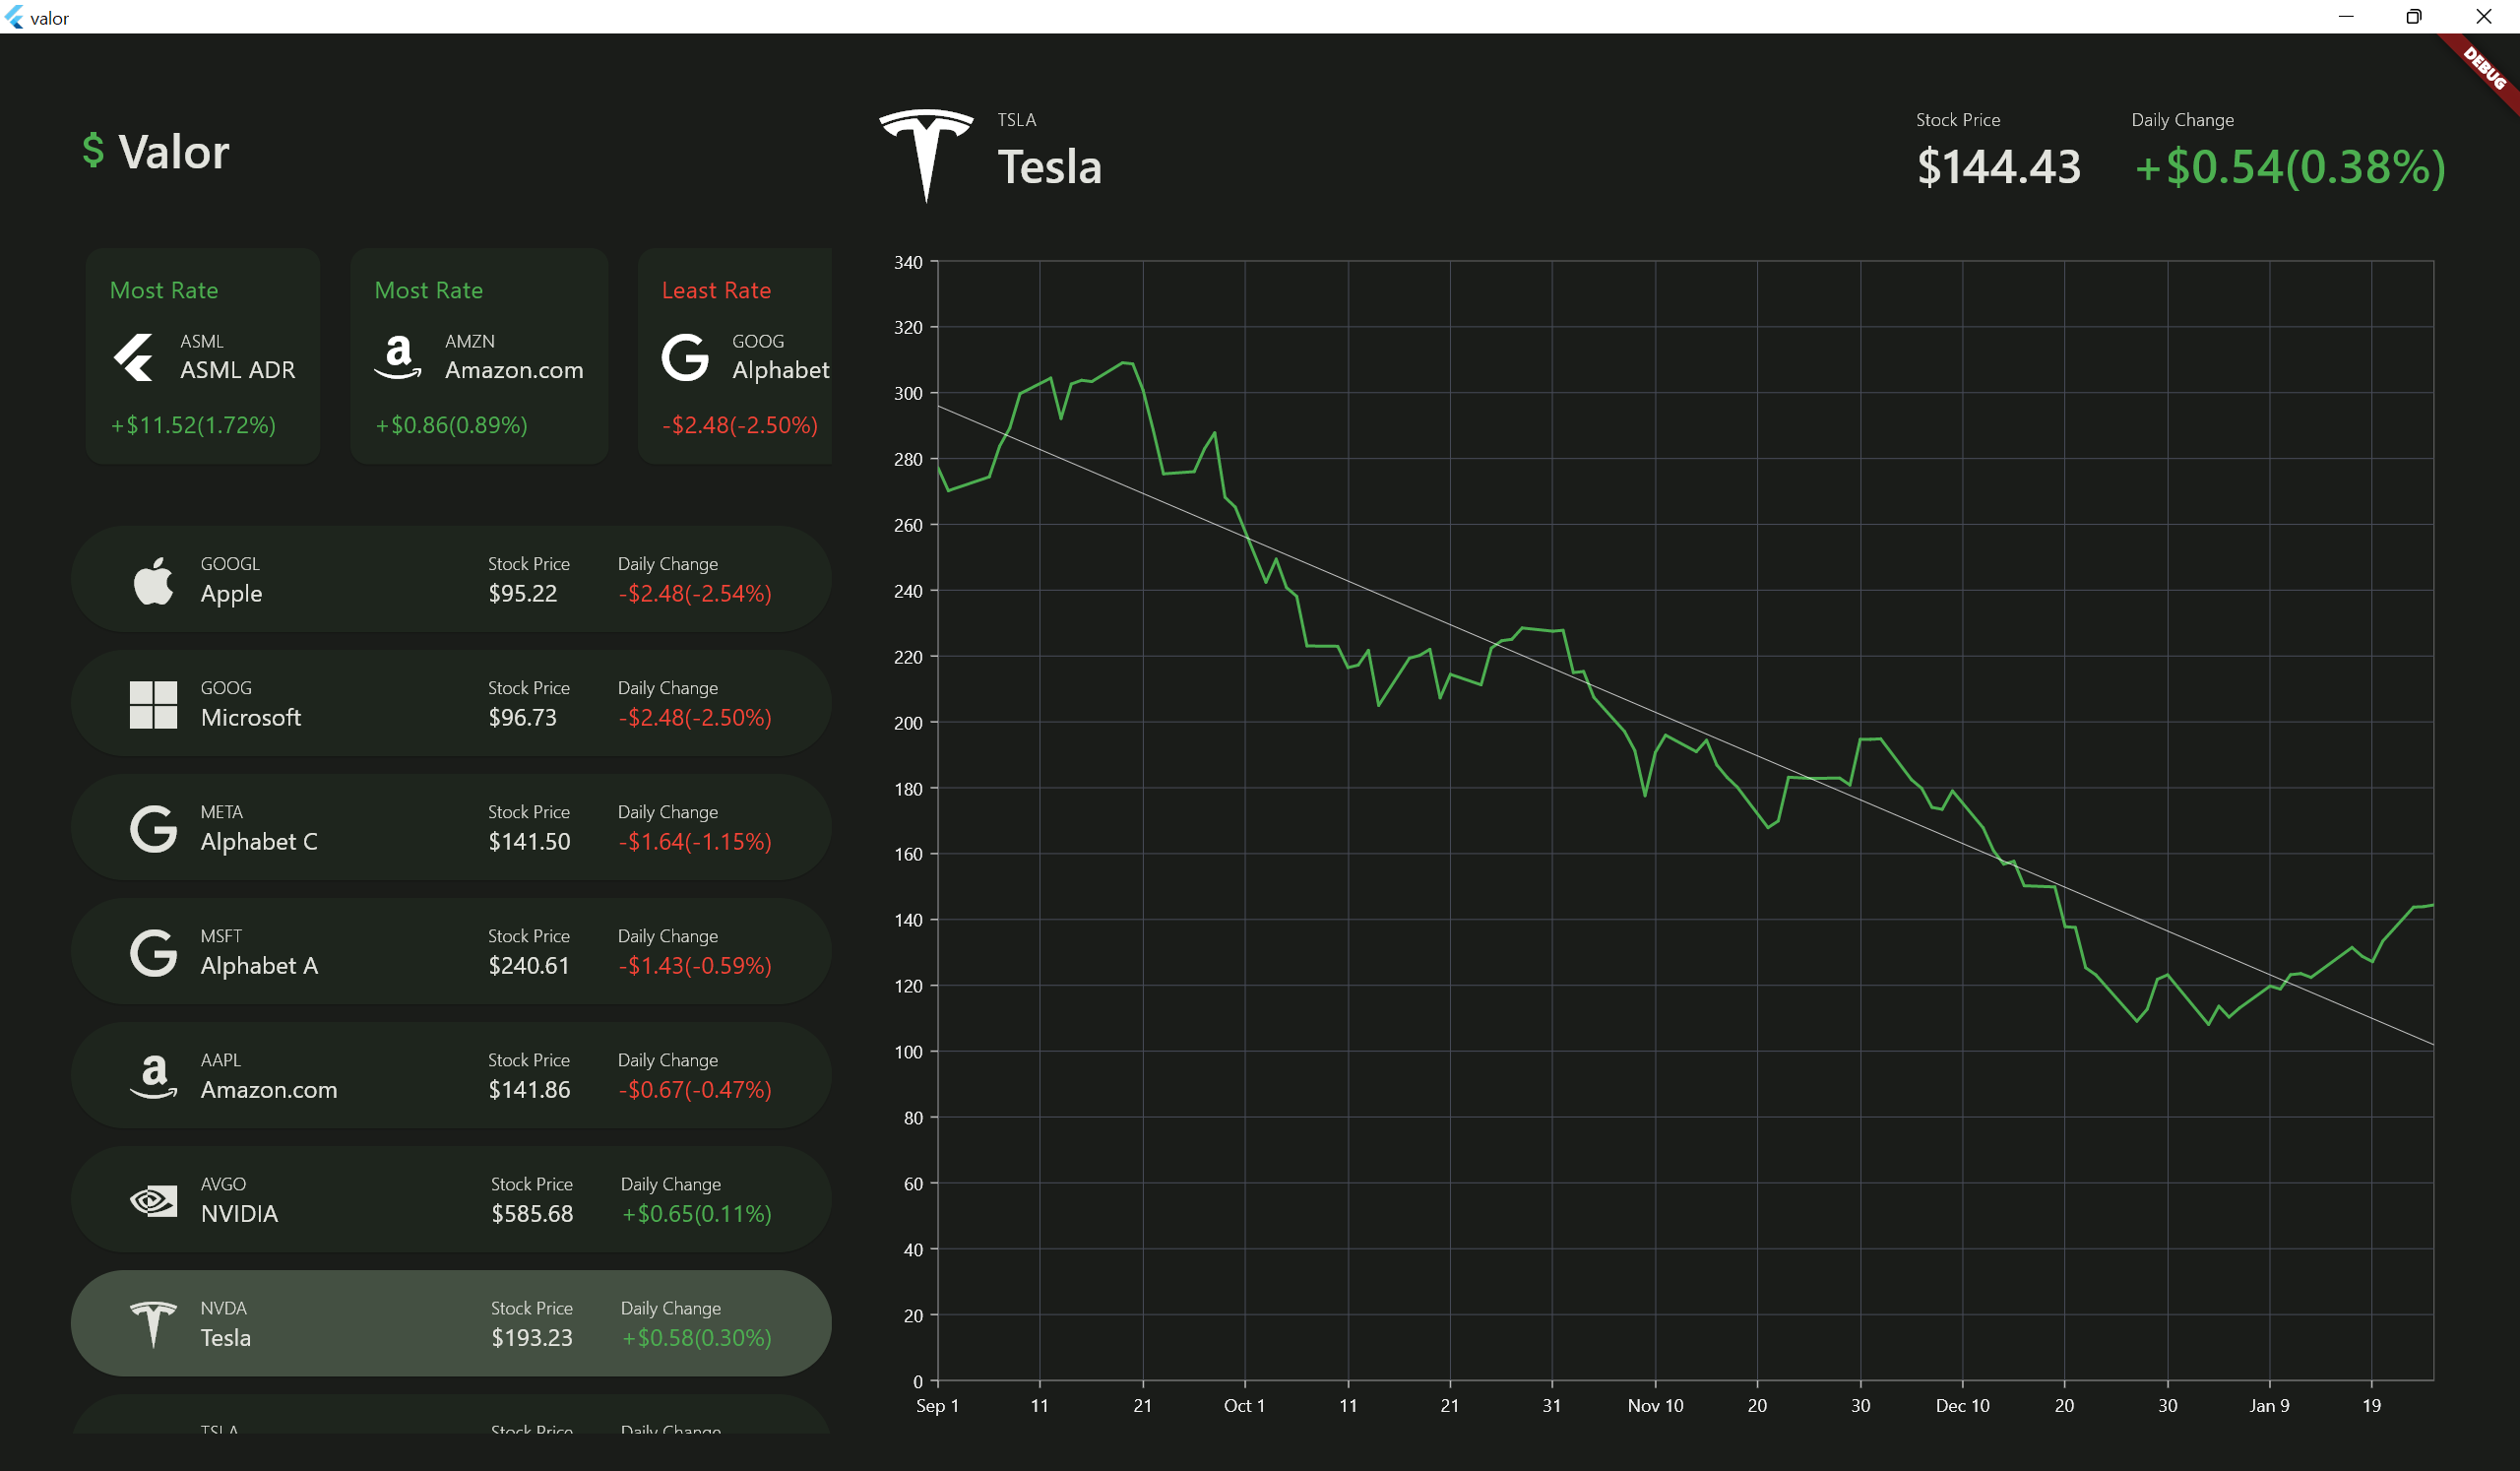 valor
DEBUG
$ Valor
TSLA
Tesla
Stock Price
$144.43
Daily Change
+$0.54(0.38%)
Most Rate
ASML
ASML ADR
+$11.52(1.72%)
Most Rate
AMZN
Amazon.com
+$0.86(0.89%)
Least Rate
GOOG
Alphabet
-$2.48(-2.50%)
GOOGL
Apple
Stock Price
$95.22
Daily Change
-$2.48(-2.54%)
GOOG
Microsoft
Stock Price
$96.73
Daily Change
-$2.48(-2.50%)
META
Alphabet C
Stock Price
$141.50
Daily Change
-$1.64(-1.15%)
MSFT
Alphabet A
Stock Price
$240.61
Daily Change
-$1.43(-0.59%)
AAPL
Amazon.com
Stock Price
$141.86
Daily Change
-$0.67(-0.47%)
AVGO
NVIDIA
Stock Price
$585.68
Daily Change
+$0.65(0.11%)
NVDA
Tesla
Stock Price
$193.23
Daily Change
+$0.58(0.30%)
TSLA
Stock Price
Daily Change
340
320
300
280
260
240
220
200
180
160
140
120
100
80
60
40
20
0
Sep 1
11
21
Oct 1
11
21
31
Nov 10
20
30
Dec 10
20
30
Jan 9
19